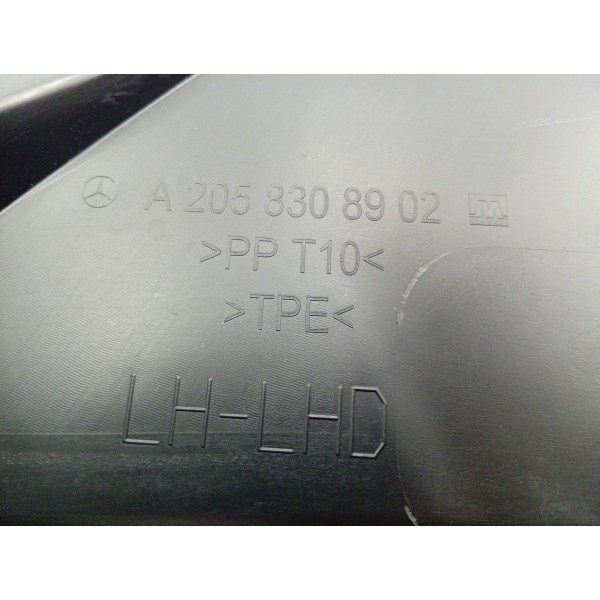 A 205 830 89 02 M
>PP T10<
>TPE<
LH-LHD